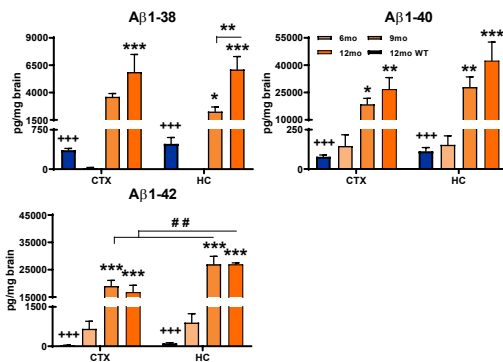 Aβ1-38
pg/mg brain
9000
6500
4000
1500
750
0
+++
***
+++
*
**
***
CTX
HC
Aβ1-40
6mo
9mo
12mo
12mo WT
pg/mg brain
55000
40000
25000
10000
250
0
+++
*
**
+++
**
***
CTX
HC
Aβ1-42
pg/mg brain
45000
35000
25000
15000
1500
0
##
+++
***
***
+++
***
***
CTX
HC